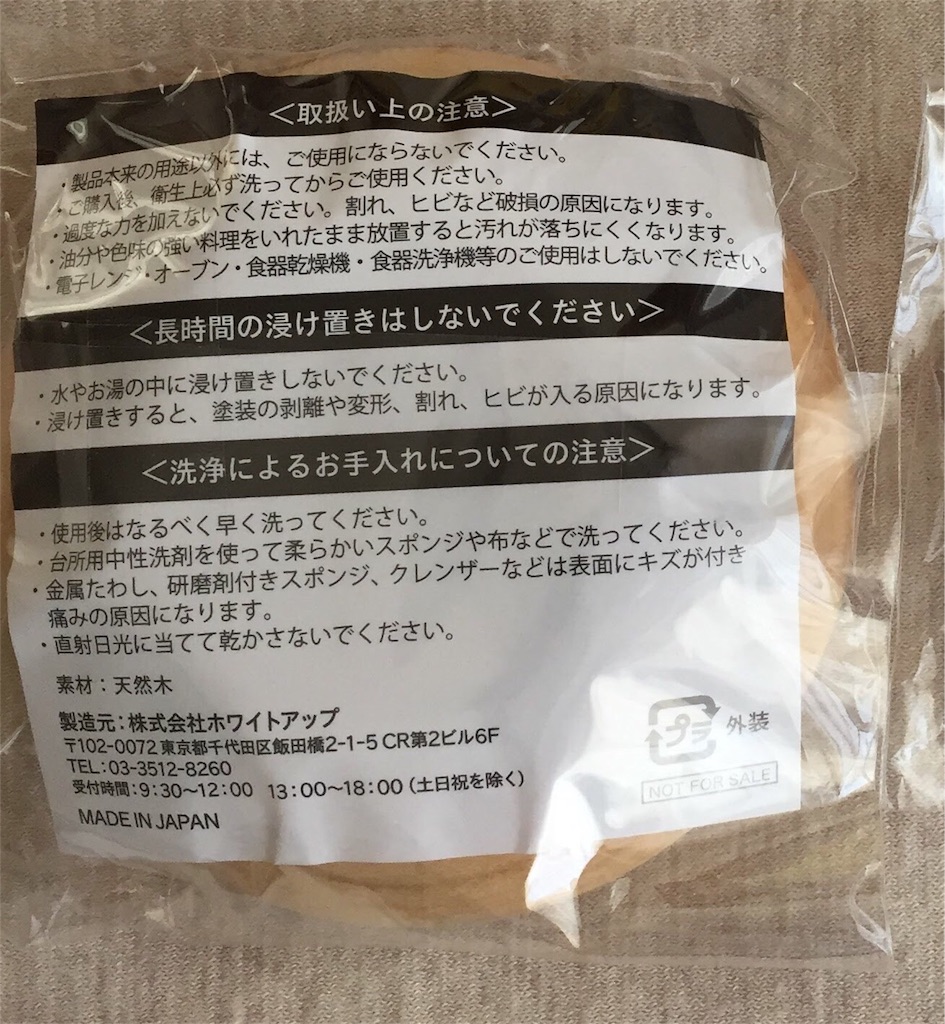 ＜取扱い上の注意＞
・製品本来の用途以外には、ご使用にならないでください。
・ご購入後、衛生上必ず洗ってからご使用ください。
・過度な力を加えないでください。割れ、ヒビなど破損の原因になります。
・油分や色味の強い料理をいれたまま放置すると汚れが落ちにくくなります。
・電子レンジ・オーブン・食器乾燥機・食器洗浄機等のご使用はしないでください。
＜長時間の浸け置きはしないでください＞
・水やお湯の中に浸け置きしないでください。
・浸け置きすると、塗装の剥離や変形、割れ、ヒビが入る原因になります。
＜洗浄によるお手入れについての注意＞
・使用後はなるべく早く洗ってください。
・台所用中性洗剤を使って柔らかいスポンジや布などで洗ってください。
・金属たわし、研磨剤付きスポンジ、クレンザーなどは表面にキズが付き
痛みの原因になります。
・直射日光に当てて乾かさないでください。
素材：天然木
製造元：株式会社ホワイトアップ
〒102-0072 東京都千代田区飯田橋2-1-5 CR第2ビル6F
TEL：03-3512-8260
受付時間：9：30〜12：00 13：00〜18：00（土日祝を除く）
MADE IN JAPAN
プラ 外装
NOT FOR SALE